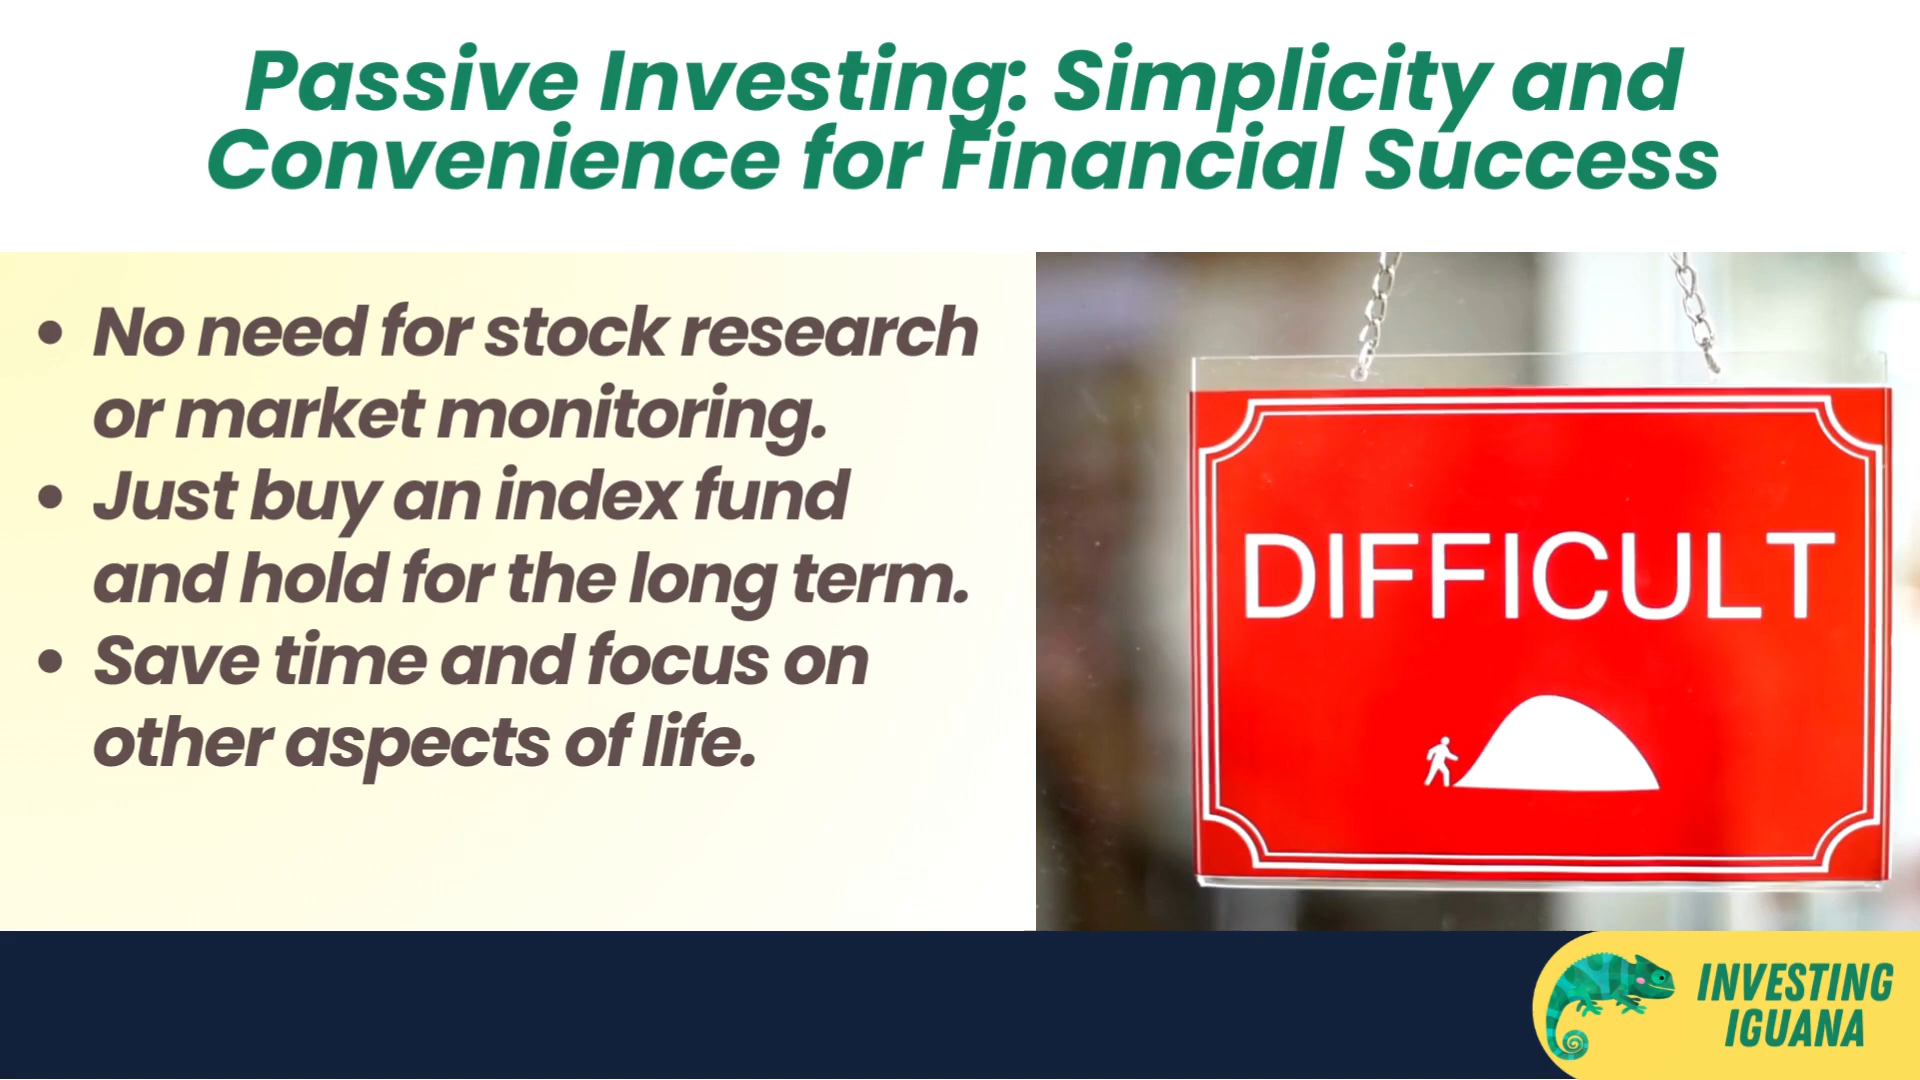 Passive Investing: Simplicity and
Convenience for Financial Success
• No need for stock research
or market monitoring.
• Just buy an index fund
and hold for the long term.
• Save time and focus on
other aspects of life.
DIFFICULT
INVESTING
IGUANA